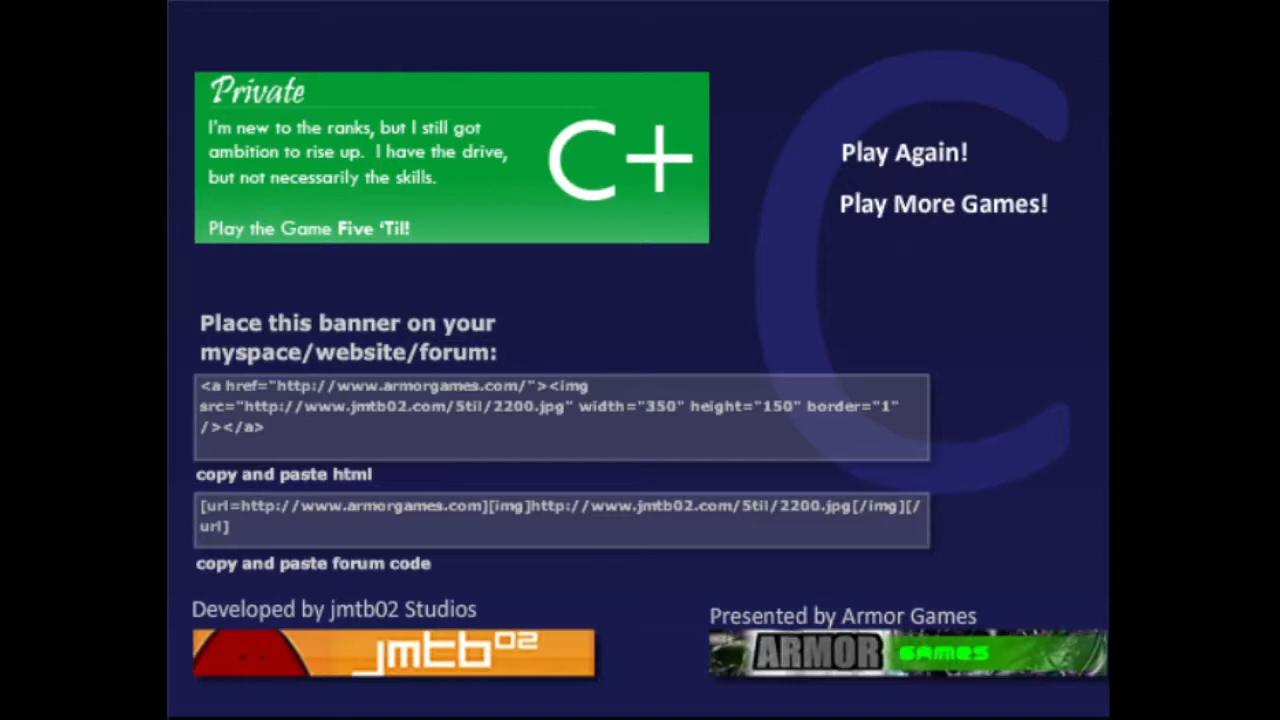 Private
I'm new to the ranks, but I still got
ambition to rise up.  I have the drive,
but not necessarily the skills.
C+
Play the Game Five 'Til!
C
Play Again!
Play More Games!
Place this banner on your
myspace/website/forum:
<a href="http://www.armorgames.com/"><img
src="http://www.jmtb02.com/5til/2200.jpg" width="350" height="150" border="1"
/></a>
copy and paste html
[url=http://www.armorgames.com][img]http://www.jmtb02.com/5til/2200.jpg[/img][/
url]
copy and paste forum code
Developed by jmtb02 Studios
jmtb02
Presented by Armor Games
ARMOR GAMES